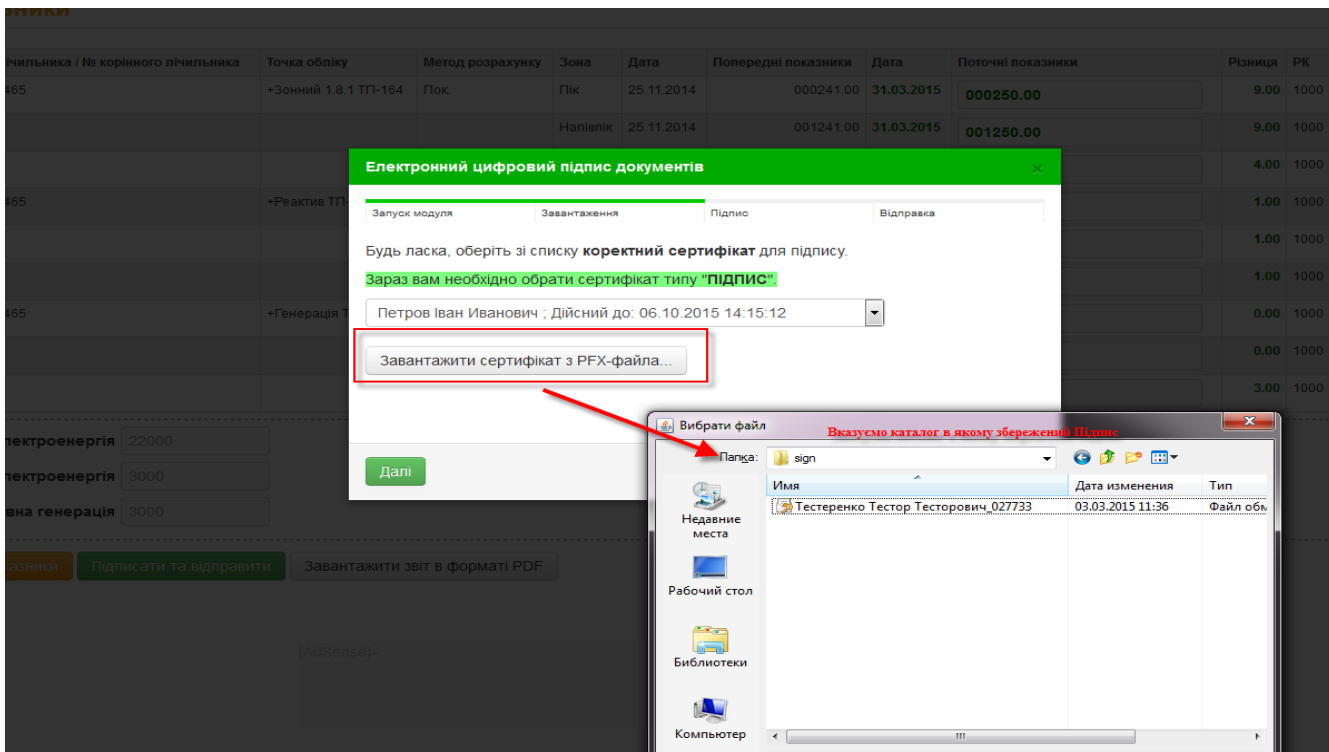 ьники
ічильника / № корінного лічильника Точка обліку Метод розрахунку Зона Дата Попередні показники Дата Поточні показники Різниця РК
465 +Зонний 1.8.1 ТП-164 Пок. Пік 25.11.2014 000241.00 31.03.2015 000250.00 9.00 1000
Напівпік 25.11.2014 001241.00 31.03.2015 001250.00 9.00 1000
4.00 1000
465 +Реактив ТП- 1.00 1000
1.00 1000
1.00 1000
465 +Генерація Т 0.00 1000
0.00 1000
3.00 1000
Електронний цифровий підпис документів ×
Запуск модуля Завантаження Підпис Відправка
Будь ласка, оберіть зі списку коректний сертифікат для підпису.
Зараз вам необхідно обрати сертифікат типу "ПІДПИС".
Петров Іван Иванович ; Дійсний до: 06.10.2015 14:15:12
Завантажити сертифікат з PFX-файла...
Далі
лектроенергія 22000
лектроенергія 3000
вна генерація 3000
казники Підписати та відправити Завантажити звіт в форматі PDF
[AdSense]--
Вибрати файл
Вказуємо каталог в якому збережений Підпис
Папка: sign
Имя Дата изменения Тип
Тестеренко Тестор Тесторович_027733 03.03.2015 11:36 Файл обм
Недавние
места
Рабочий стол
Библиотеки
Компьютер